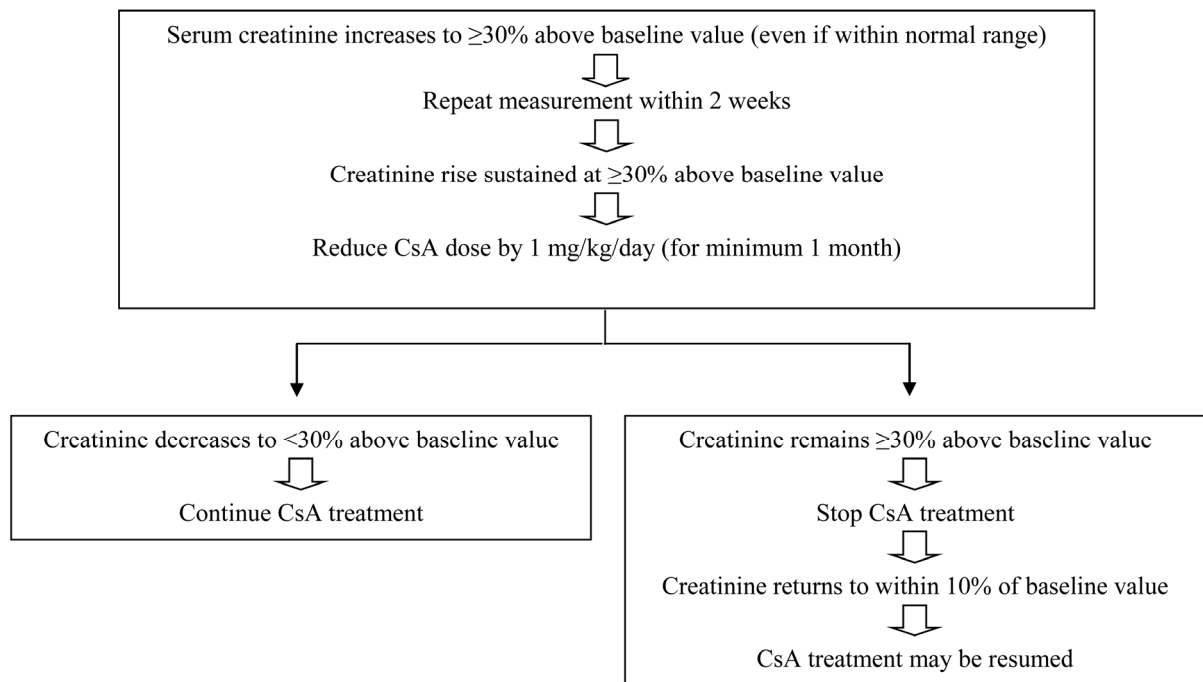 Serum creatinine increases to ≥30% above baseline value (even if within normal range)
Repeat measurement within 2 weeks
Creatinine rise sustained at ≥30% above baseline value
Reduce CsA dose by 1 mg/kg/day (for minimum 1 month)
Creatinine decreases to <30% above baseline value
Continue CsA treatment
Creatinine remains ≥30% above baseline value
Stop CsA treatment
Creatinine returns to within 10% of baseline value
CsA treatment may be resumed